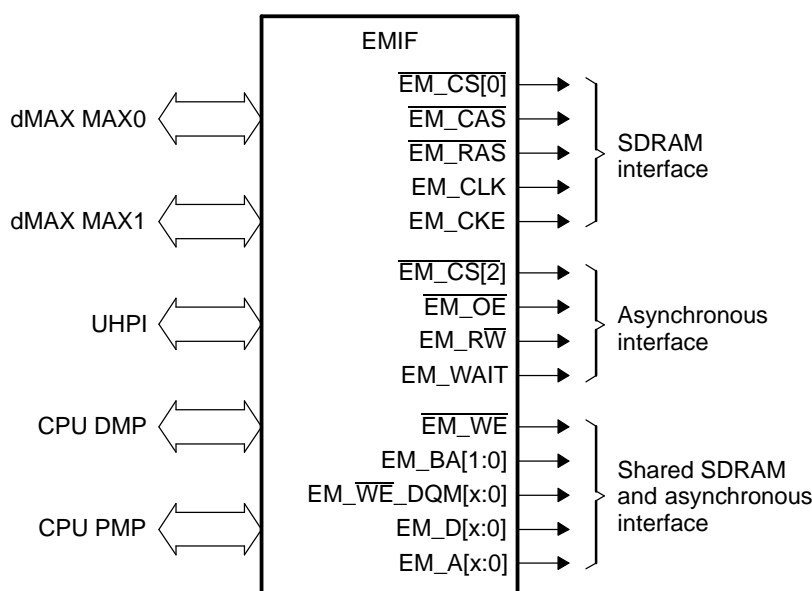 EMIF
dMAX MAX0
dMAX MAX1
UHPI
CPU DMP
CPU PMP
EM_CS[0]
EM_CAS
EM_RAS
EM_CLK
EM_CKE
SDRAM
interface
EM_CS[2]
EM_OE
EM_RW
EM_WAIT
Asynchronous
interface
EM_WE
EM_BA[1:0]
EM_WE_DQM[x:0]
EM_D[x:0]
EM_A[x:0]
Shared SDRAM
and asynchronous
interface